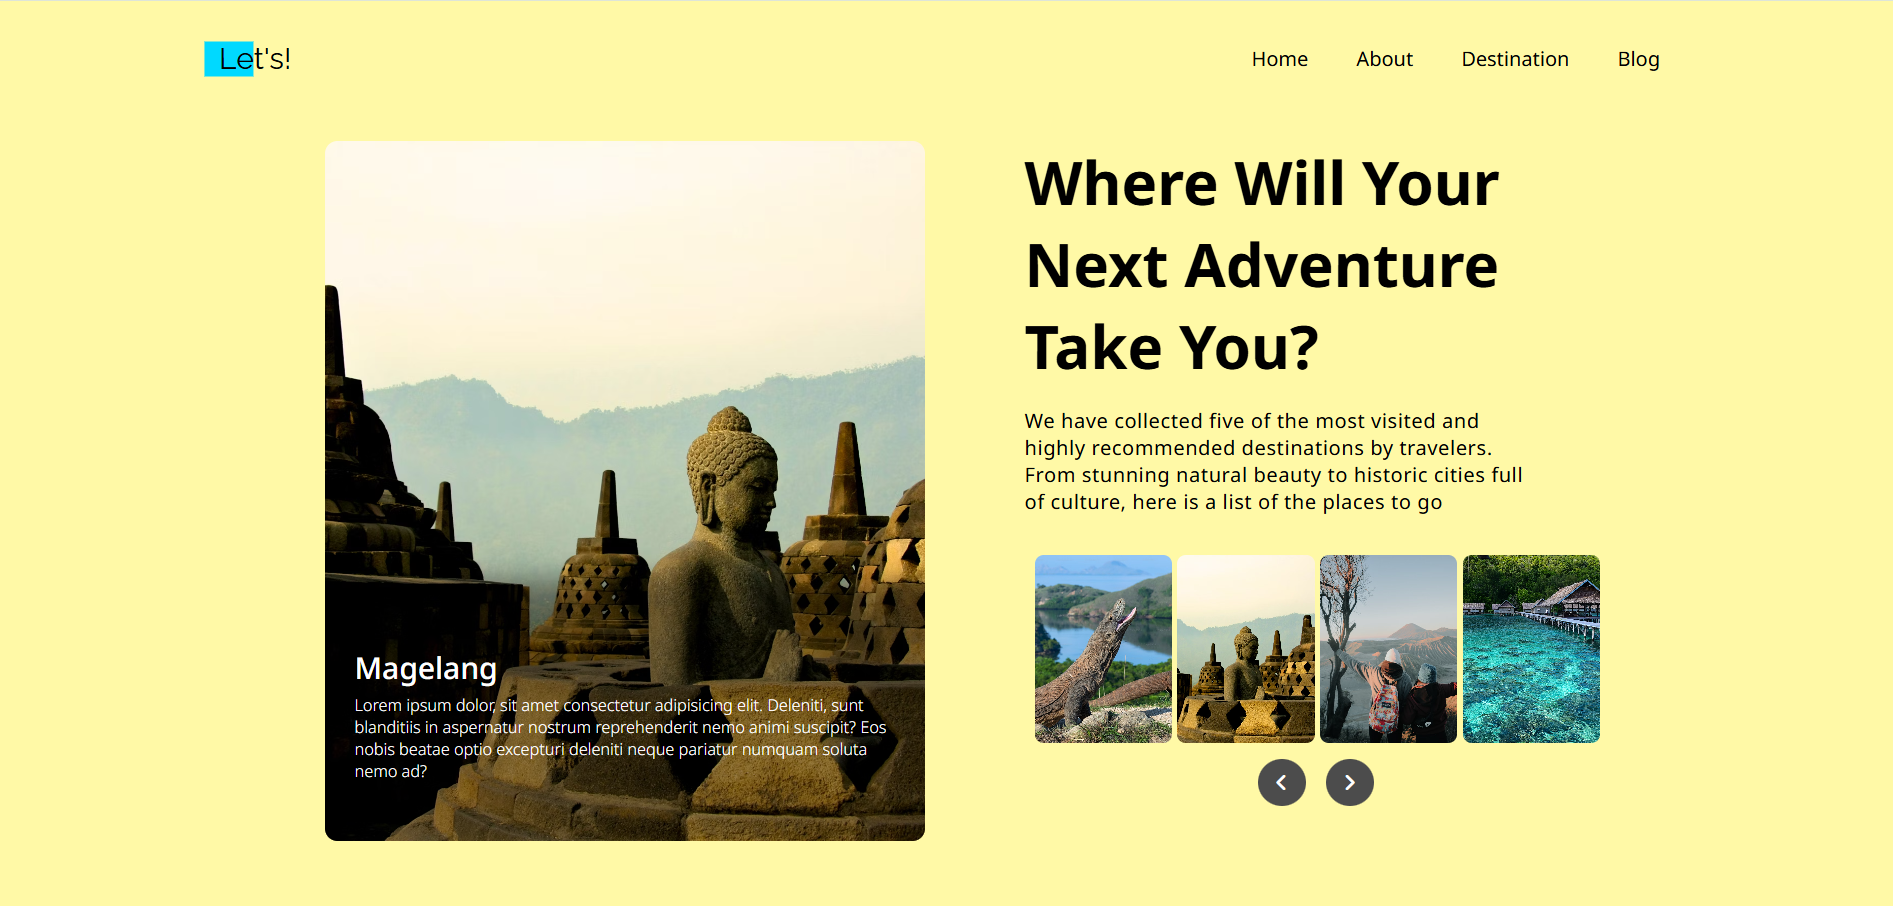 Let's!
Home
About
Destination
Blog
Where Will Your
Next Adventure
Take You?
We have collected five of the most visited and
highly recommended destinations by travelers.
From stunning natural beauty to historic cities full
of culture, here is a list of the places to go
Magelang
Lorem ipsum dolor, sit amet consectetur adipisicing elit. Deleniti, sunt
blanditiis in aspernatur nostrum reprehenderit nemo animi suscipit? Eos
nobis beatae optio excepturi deleniti neque pariatur numquam soluta
nemo ad?